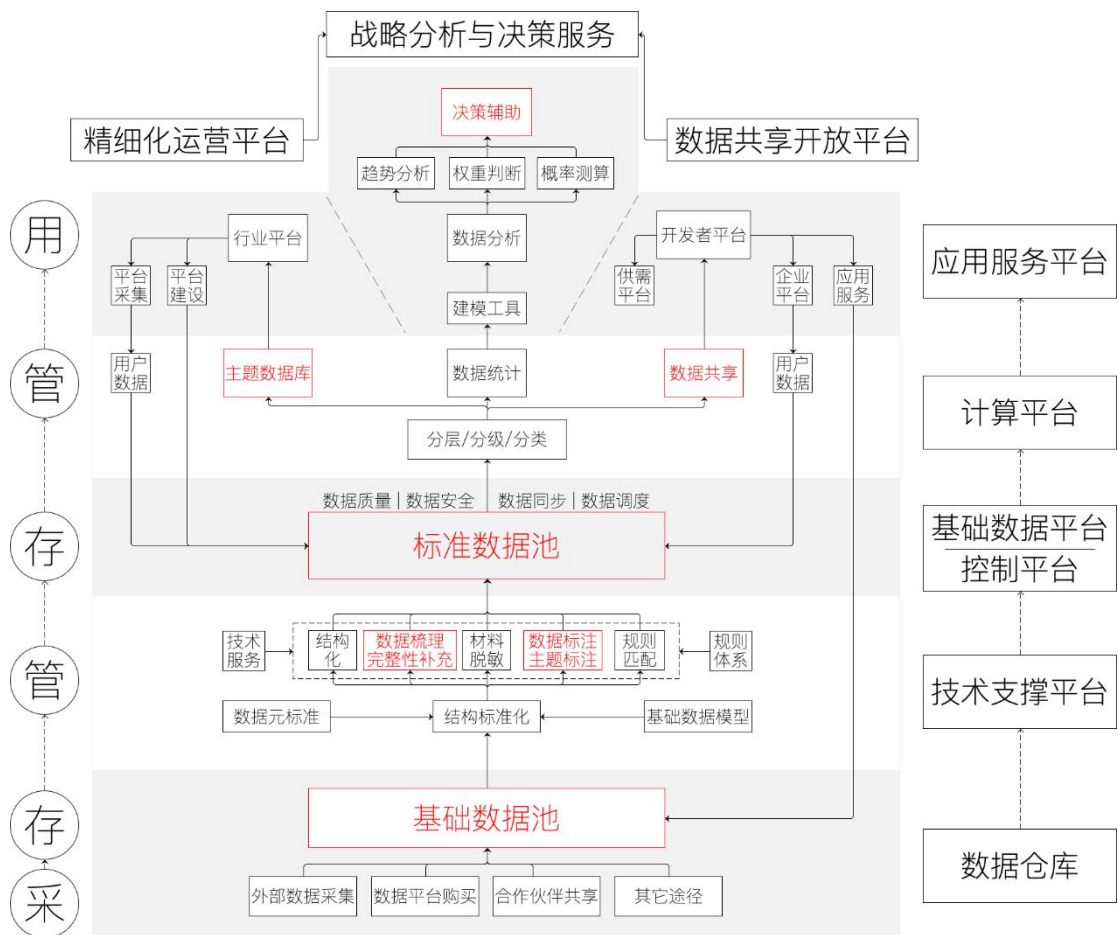 战略分析与决策服务
决策辅助
精细化运营平台
数据共享开放平台
趋势分析
权重判断
概率测算
用
行业平台
数据分析
开发者平台
应用服务平台
平台
采集
平台
建设
供需
平台
企业
平台
应用
服务
建模工具
管
用户
数据
主题数据库
数据统计
数据共享
用户
数据
计算平台
分层/分级/分类
数据质量 | 数据安全
数据同步 | 数据调度
存
标准数据池
基础数据平台
控制平台
技术
服务
结构
化
数据梳理
完整性补充
材料
脱敏
数据标注
主题标注
规则
匹配
规则
体系
管
技术支撑平台
数据元标准
结构标准化
基础数据模型
存
基础数据池
数据仓库
采
外部数据采集
数据平台购买
合作伙伴共享
其它途径